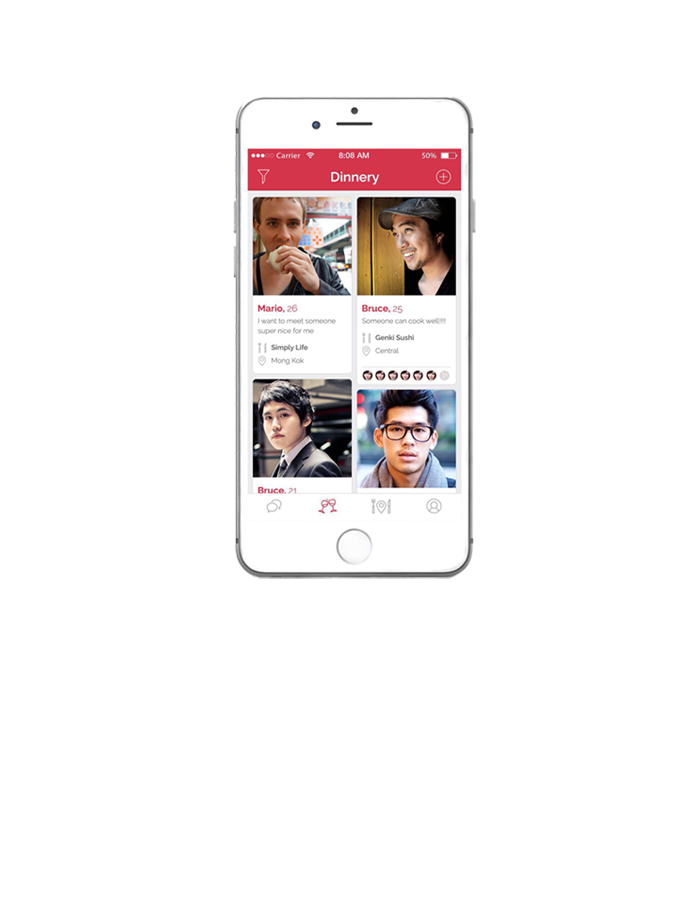 Carrier 8:08 AM 50%
Dinnery
Mario, 26
I want to meet someone
super nice for me
Simply Life
Mong Kok
Bruce, 25
Someone can cook well!!!!
Genki Sushi
Central
Bruce, 21